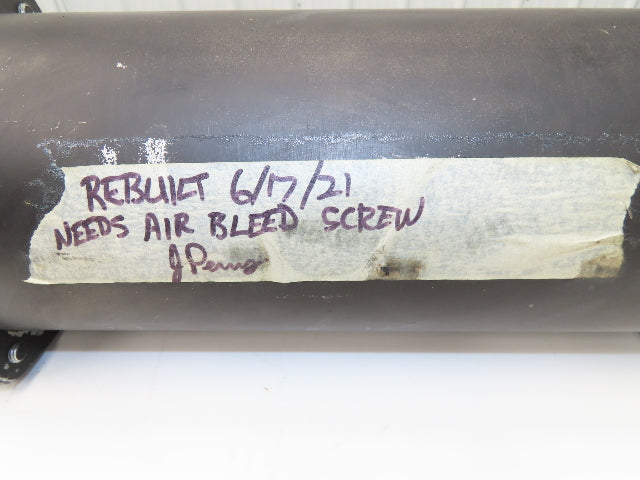 REBUILT 6/17/21
NEEDS AIR BLEED SCREW